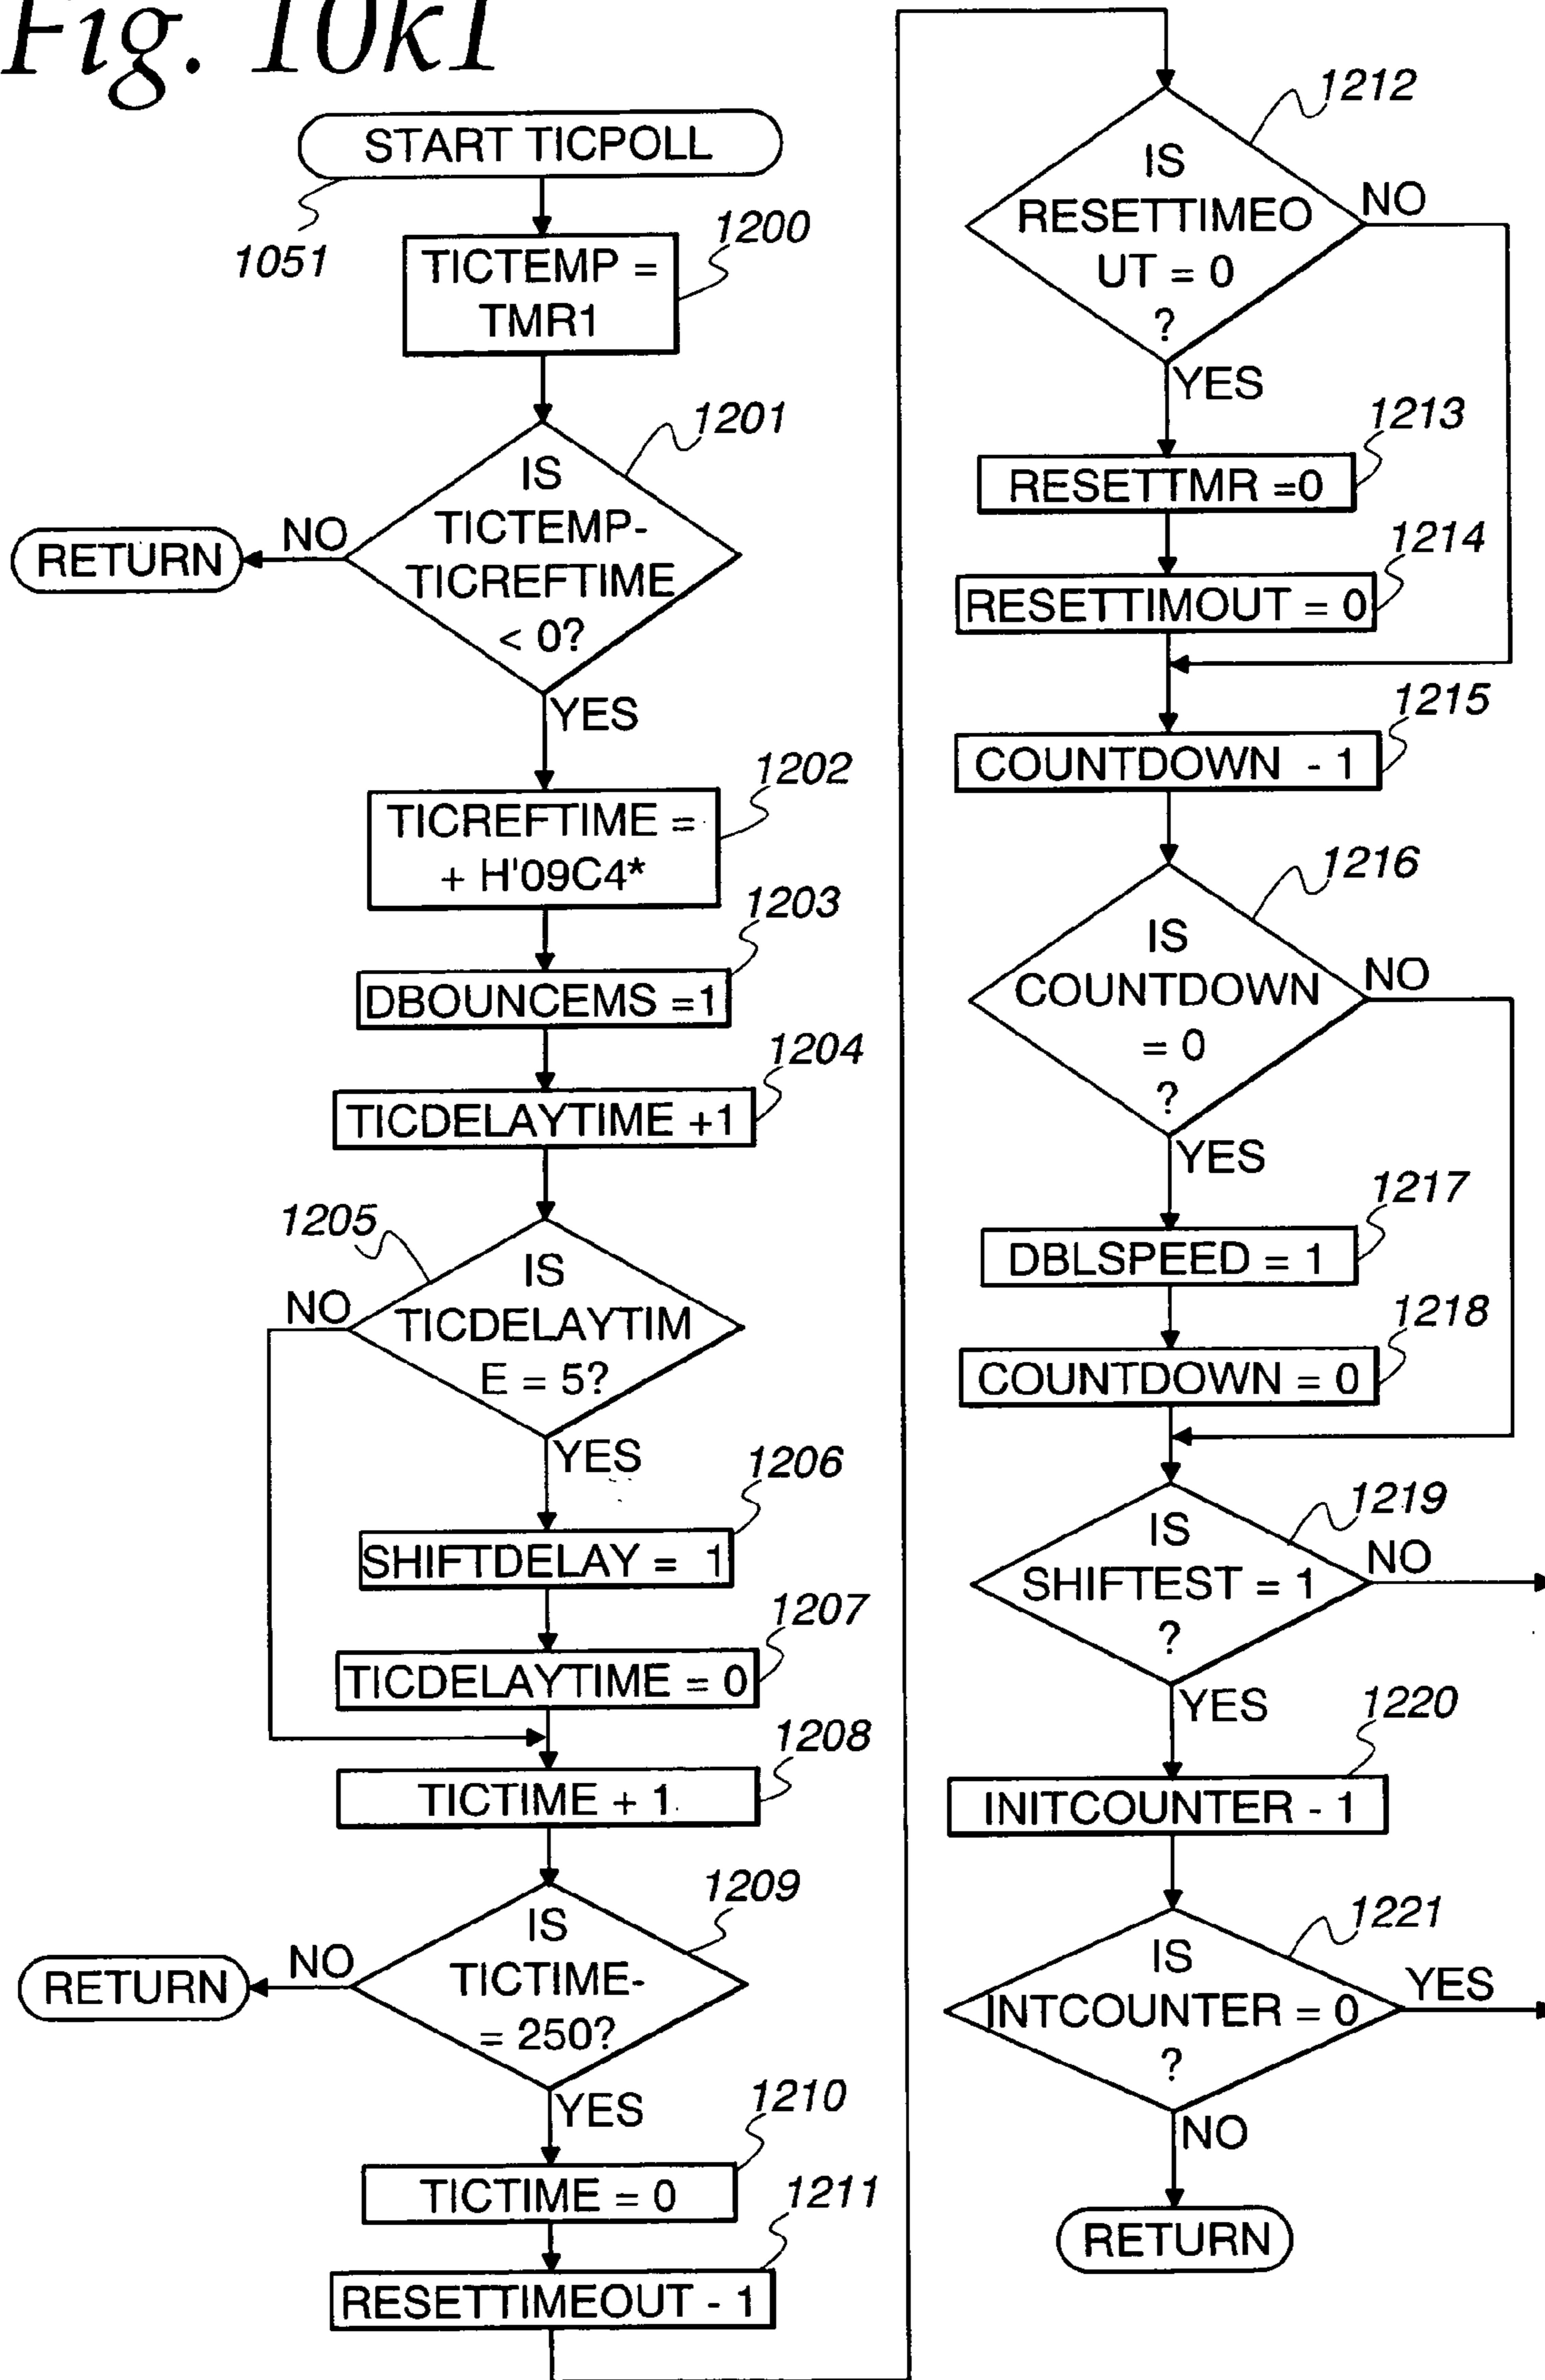 Fig. 10k1
START TICPOLL
1051
TICTEMP =
TMR1
1200
IS
TICTEMP-
TICREFTIME
< 0?
1201
NO
RETURN
YES
TICREFTIME =
+ H'09C4*
1202
DBOUNCEMS =1
1203
TICDELAYTIME +1
1204
1205
IS
TICDELAYTIM
E = 5?
NO
YES
SHIFTDELAY = 1
1206
TICDELAYTIME = 0
1207
TICTIME + 1
1208
IS
TICTIME-
= 250?
1209
NO
RETURN
YES
TICTIME = 0
1210
RESETTIMEOUT - 1
1211
IS
RESETTIMEO
UT = 0
?
1212
NO
YES
RESETTMR =0
1213
RESETTIMOUT = 0
1214
COUNTDOWN - 1
1215
IS
COUNTDOWN
= 0
?
1216
NO
YES
DBLSPEED = 1
1217
COUNTDOWN = 0
1218
IS
SHIFTEST = 1
?
1219
NO
YES
INITCOUNTER - 1
1220
IS
INTCOUNTER = 0
?
1221
YES
NO
RETURN